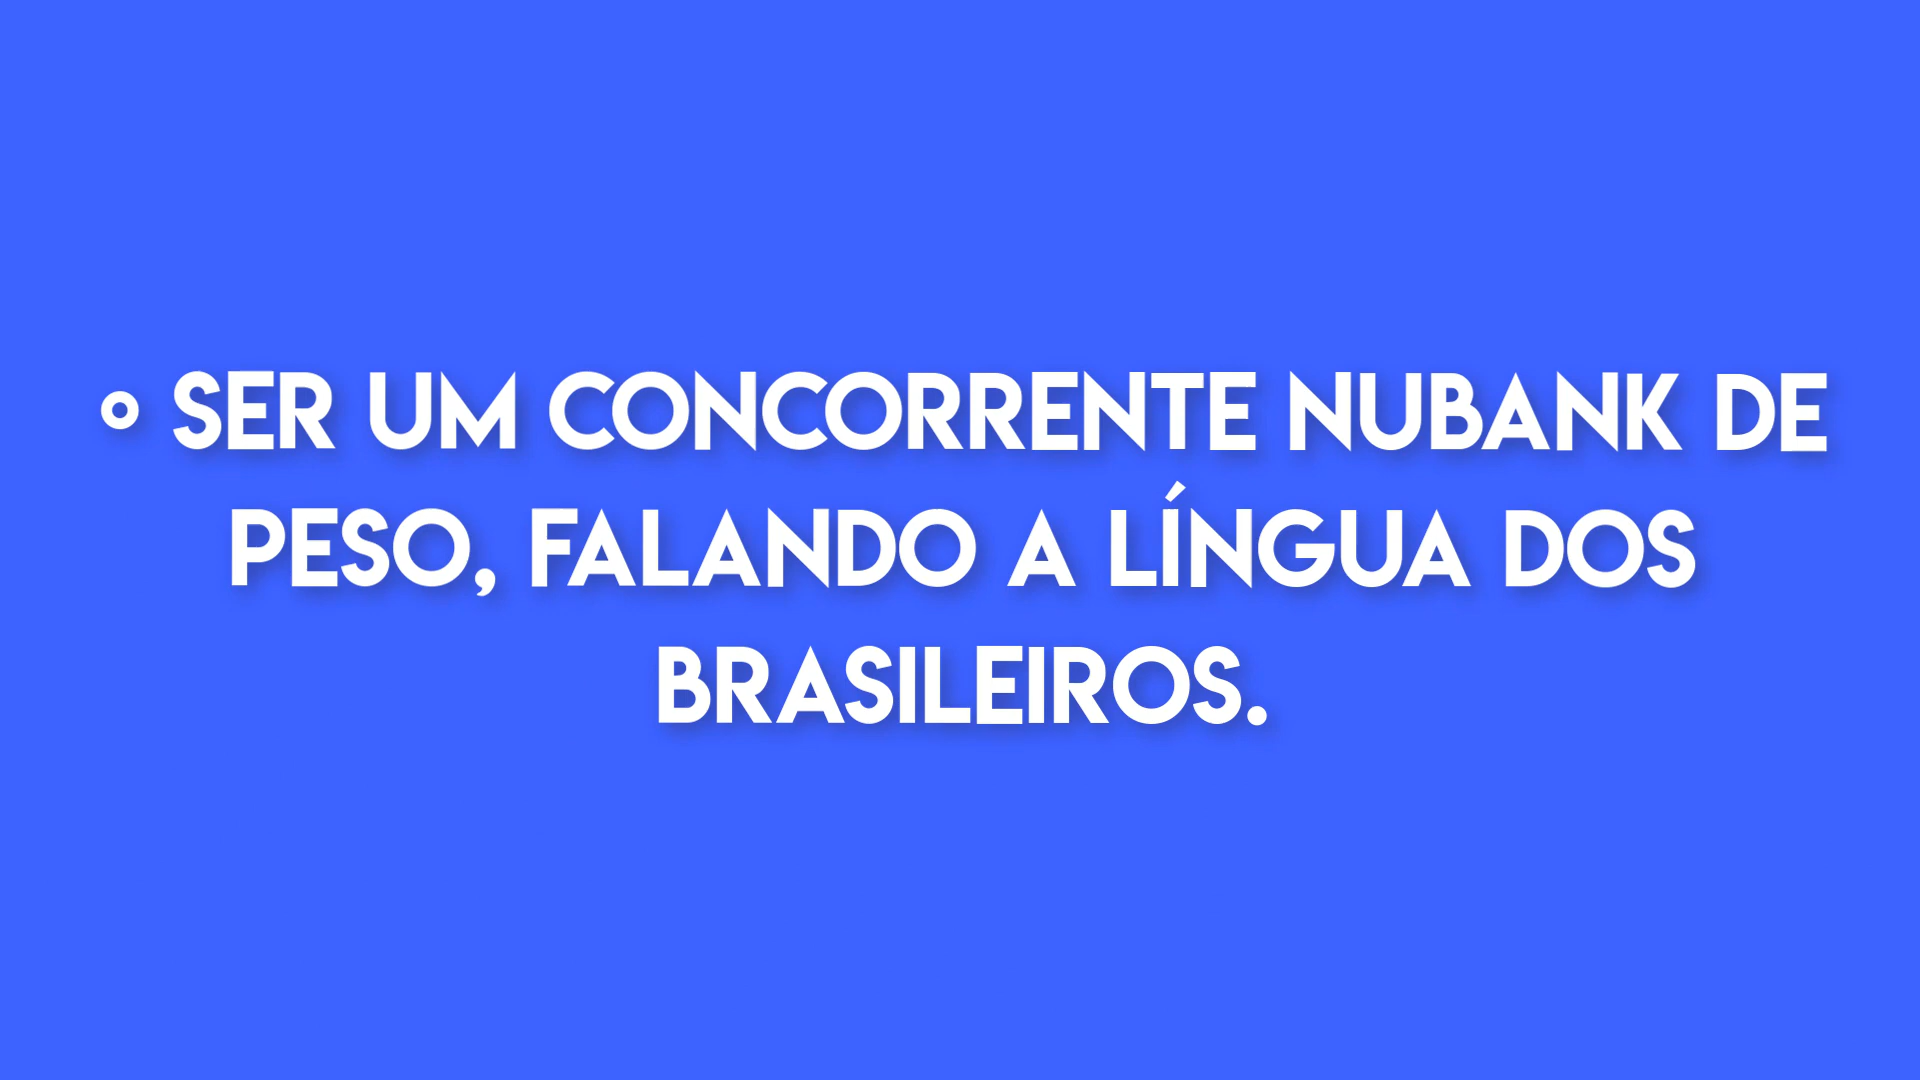 ° SER UM CONCORRENTE NUBANK DE
PESO, FALANDO A LÍNGUA DOS
BRASILEIROS.